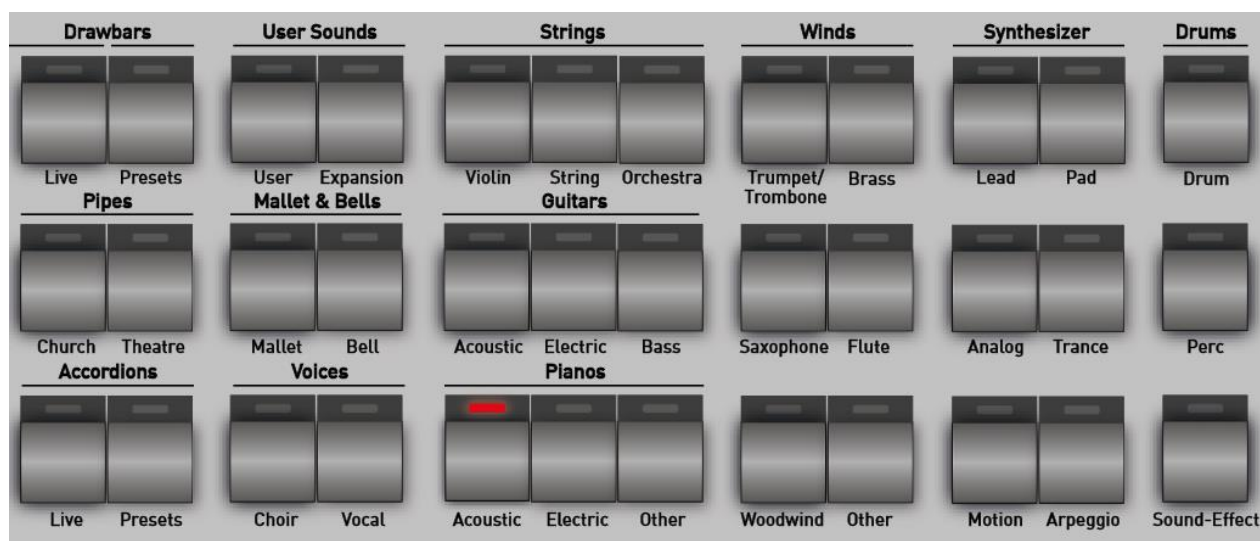 Drawbars User Sounds Strings Winds Synthesizer Drums
Live Presets User Expansion Violin String Orchestra Trumpet/ Brass Lead Pad Drum
Trombone
Pipes Mallet & Bells Guitars
Church Theatre Mallet Bell Acoustic Electric Bass Saxophone Flute Analog Trance Perc
Accordions Voices Pianos
Live Presets Choir Vocal Acoustic Electric Other Woodwind Other Motion Arpeggio Sound-Effect